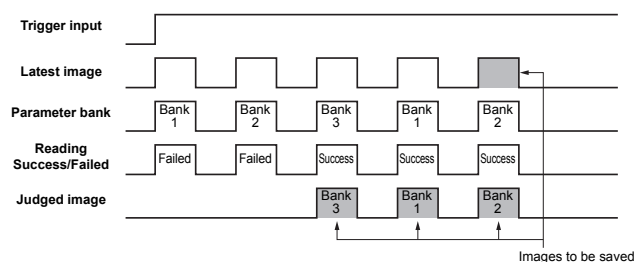 Trigger input
Latest image
Parameter bank
Bank 1 Bank 2 Bank 3 Bank 1 Bank 2
Reading Success/Failed
Failed Failed Success Success Success
Judged image
Bank 3 Bank 1 Bank 2
Images to be saved